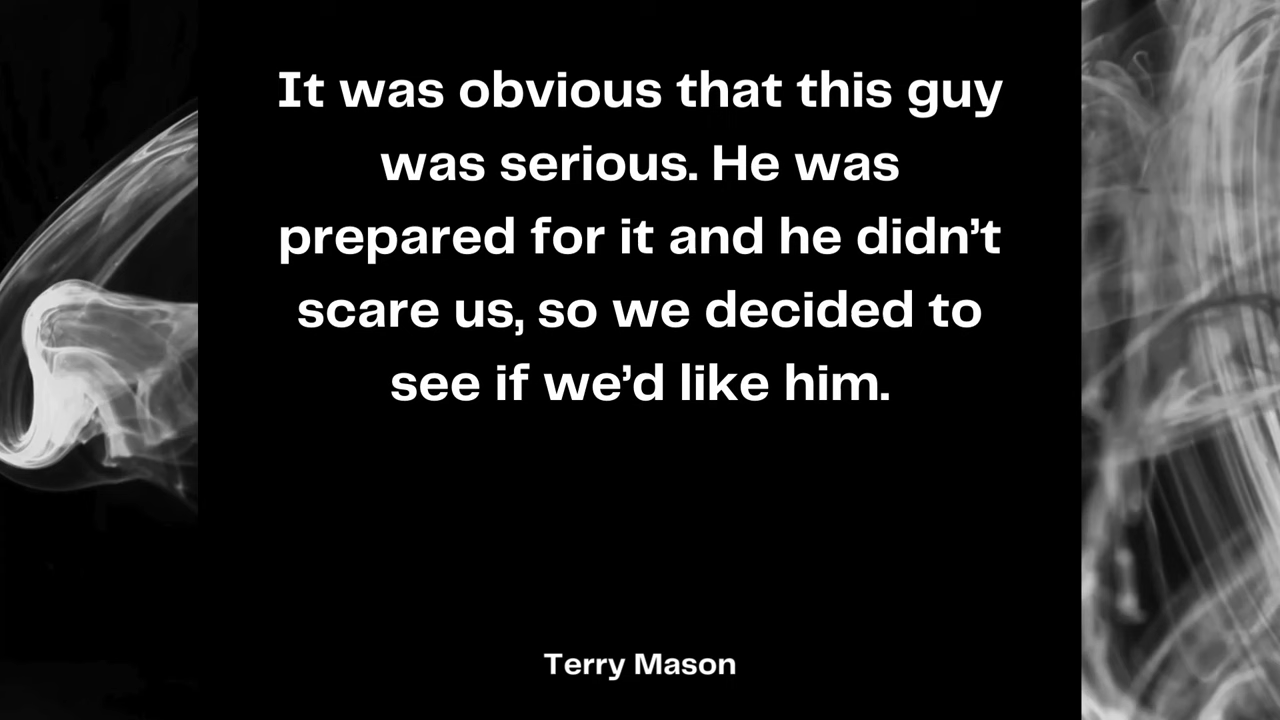 It was obvious that this guy
was serious. He was
prepared for it and he didn’t
scare us, so we decided to
see if we’d like him.
Terry Mason